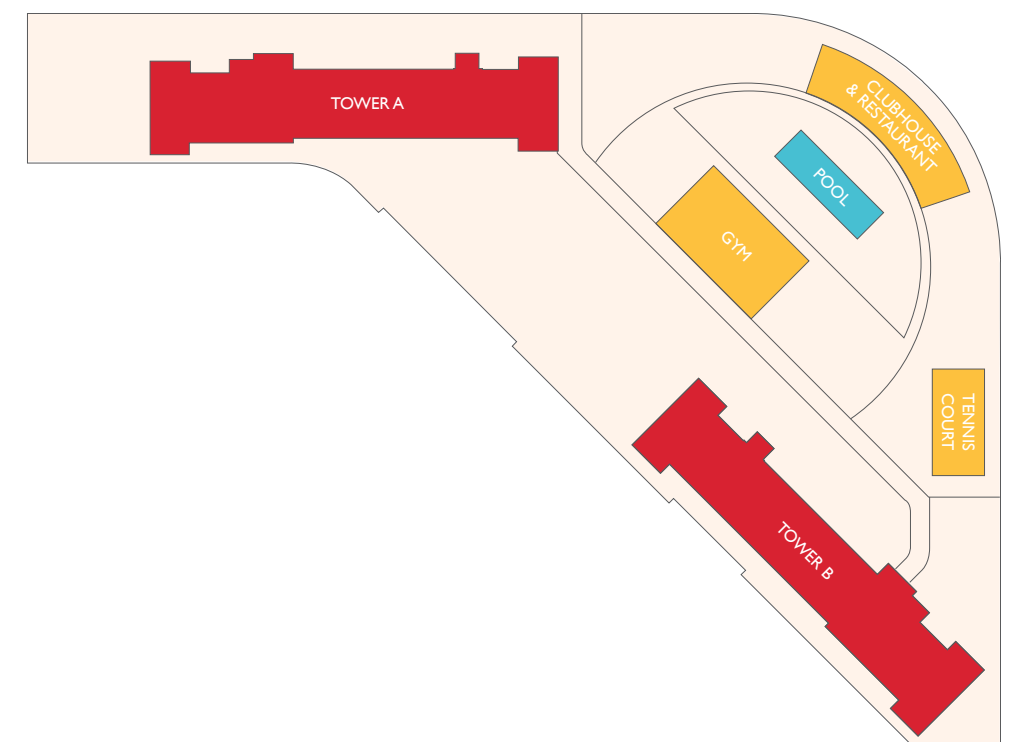 TOWER A
CLUBHOUSE
& RESTAURANT
POOL
GYM
TENNIS
COURT
TOWER B